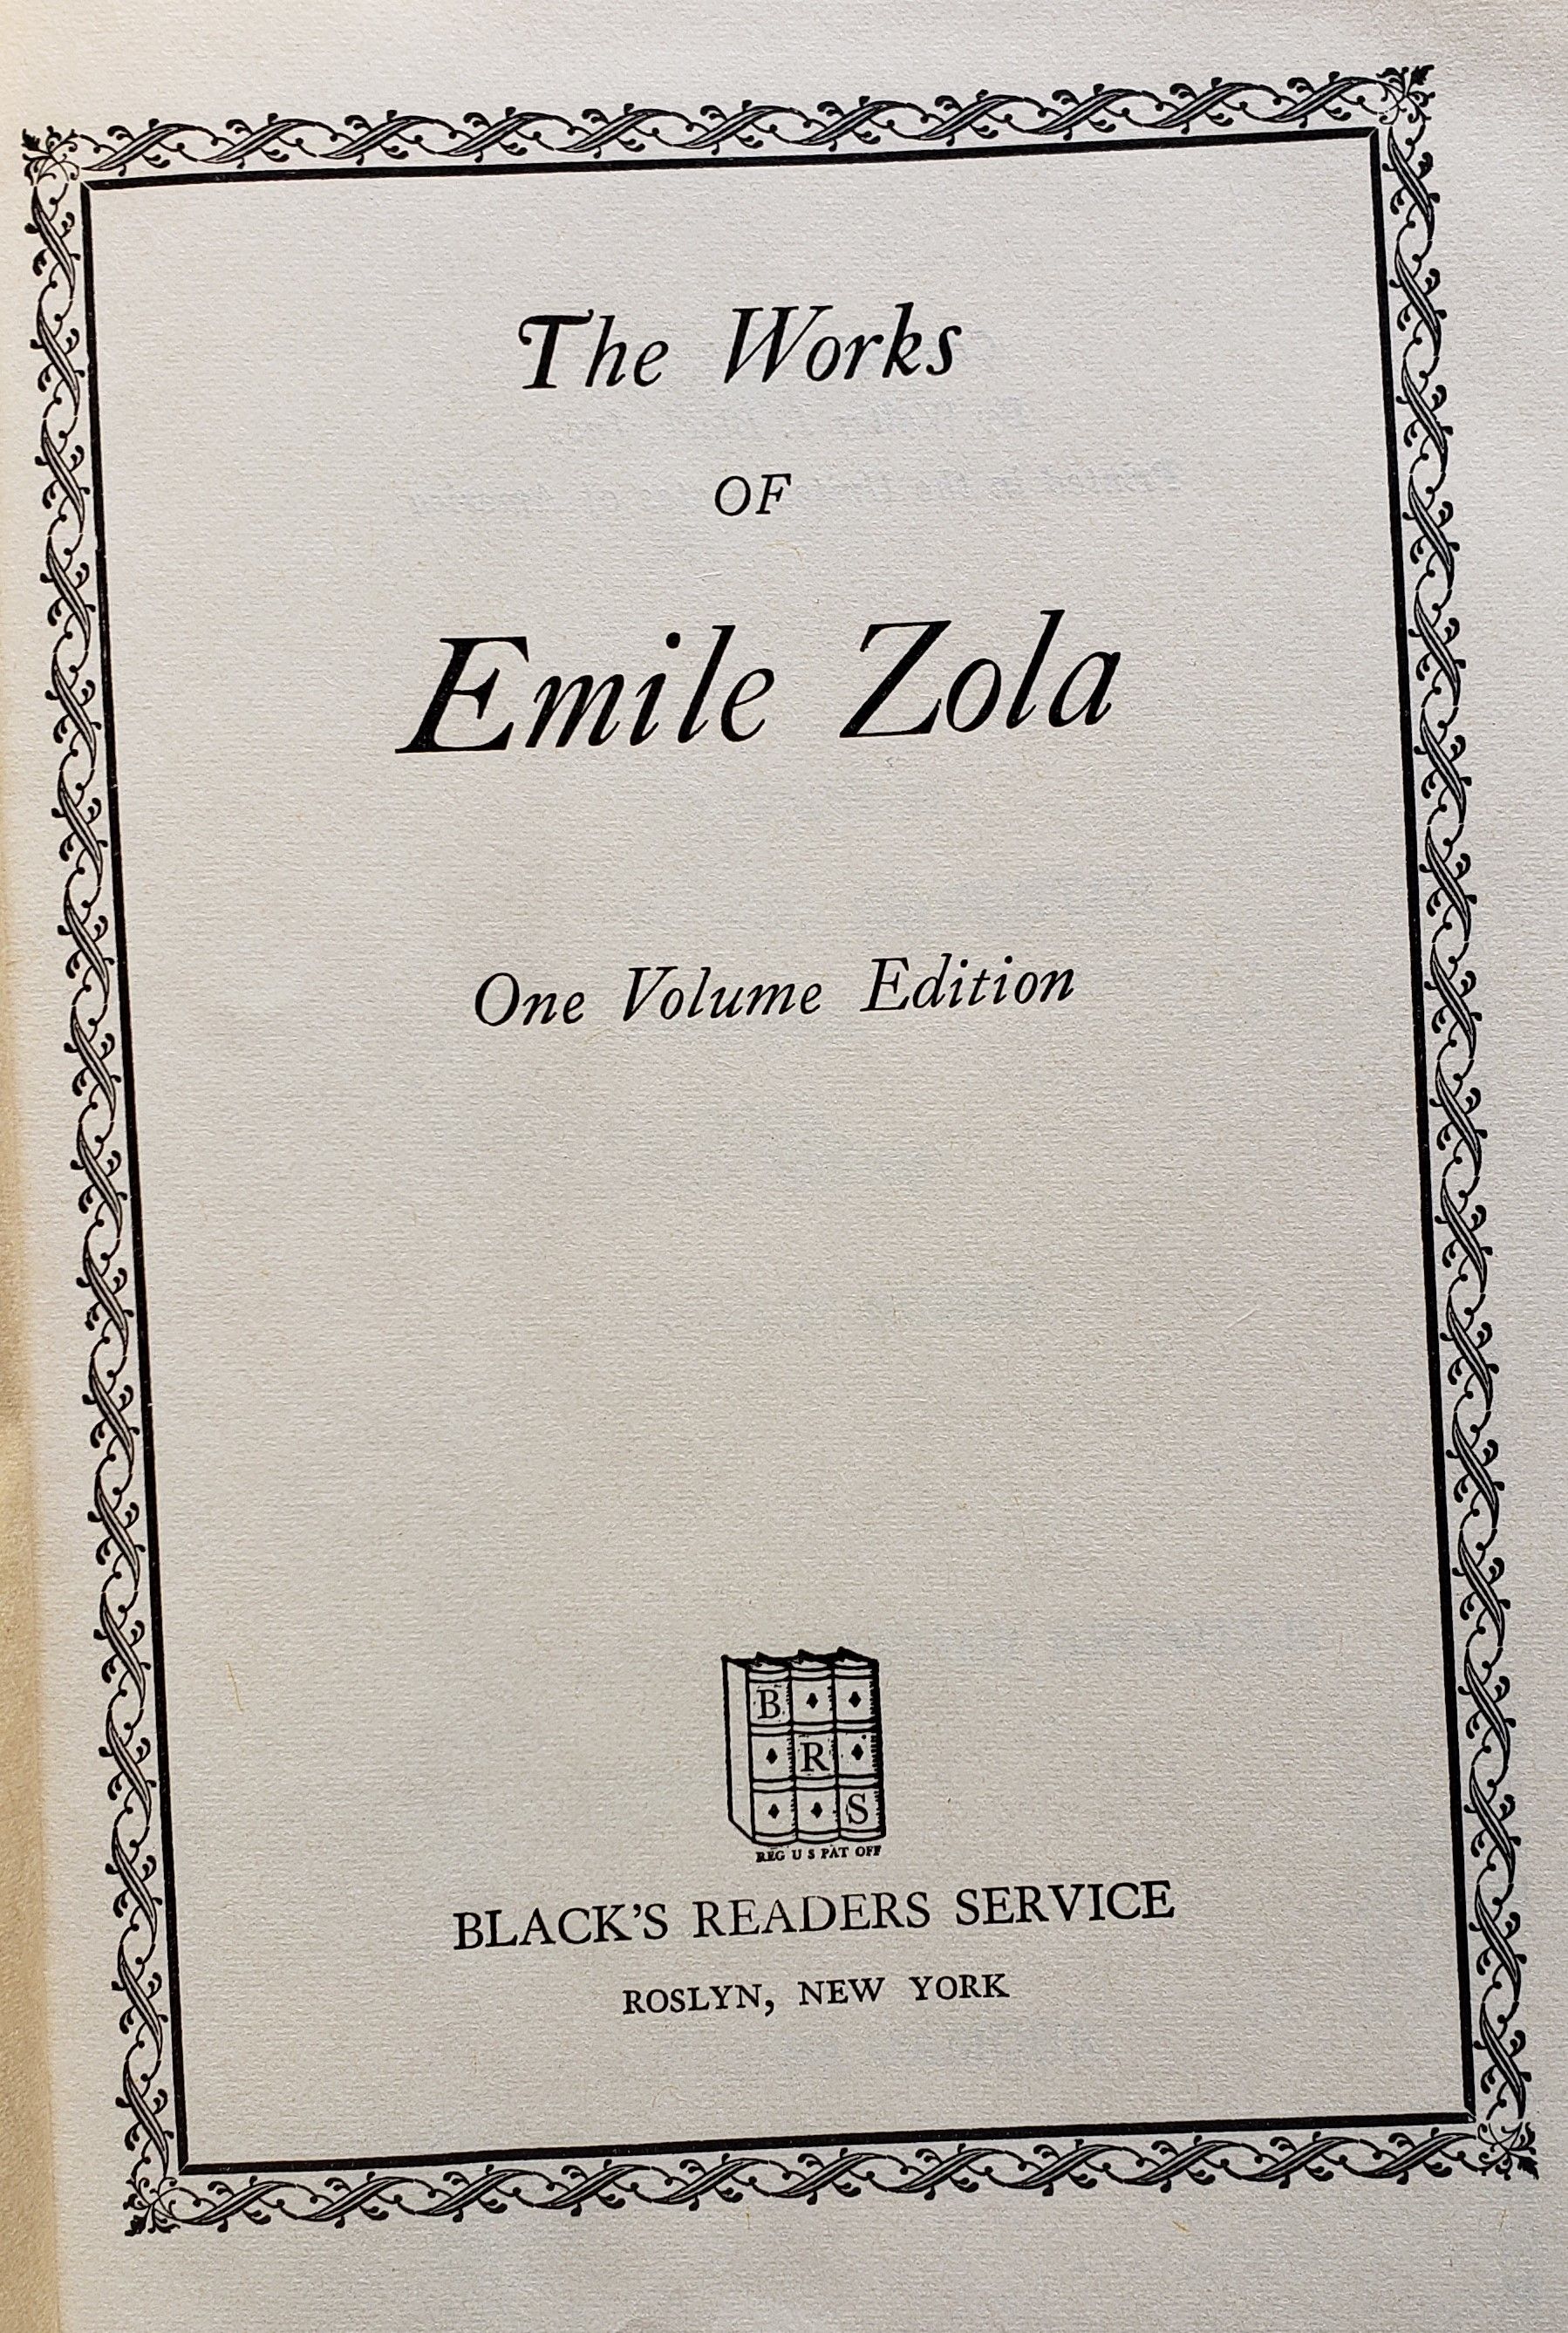 The Works
OF
Emile Zola
One Volume Edition
B
R
S
REG U S PAT OFF
BLACK'S READERS SERVICE
ROSLYN, NEW YORK